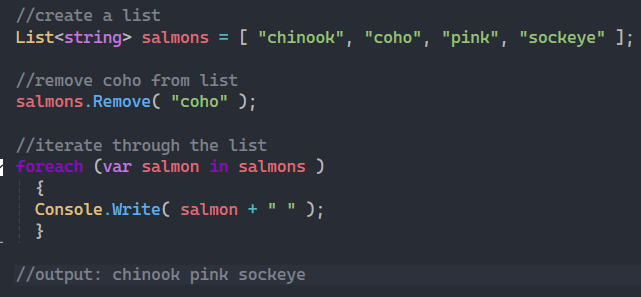 //create a list
List<string> salmons = [ "chinook", "coho", "pink", "sockeye" ];
//remove coho from list
salmons.Remove( "coho" );
//iterate through the list
foreach (var salmon in salmons )
{
Console.Write( salmon + " " );
}
//output: chinook pink sockeye